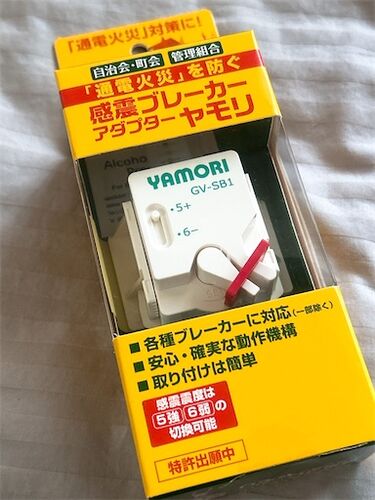 「通電火災」対策に!
自治会・町会 管理組合
「通電火災」を防ぐ
感震ブレーカー
アダプター ヤモリ
Alcoho
YAMORI
GV-SB1
・5+
・6−
■各種ブレーカーに対応(一部除く)
■安心・確実な動作機構
■取り付けは簡単
感震震度は
5強 6弱 の
切換可能
特許出願中